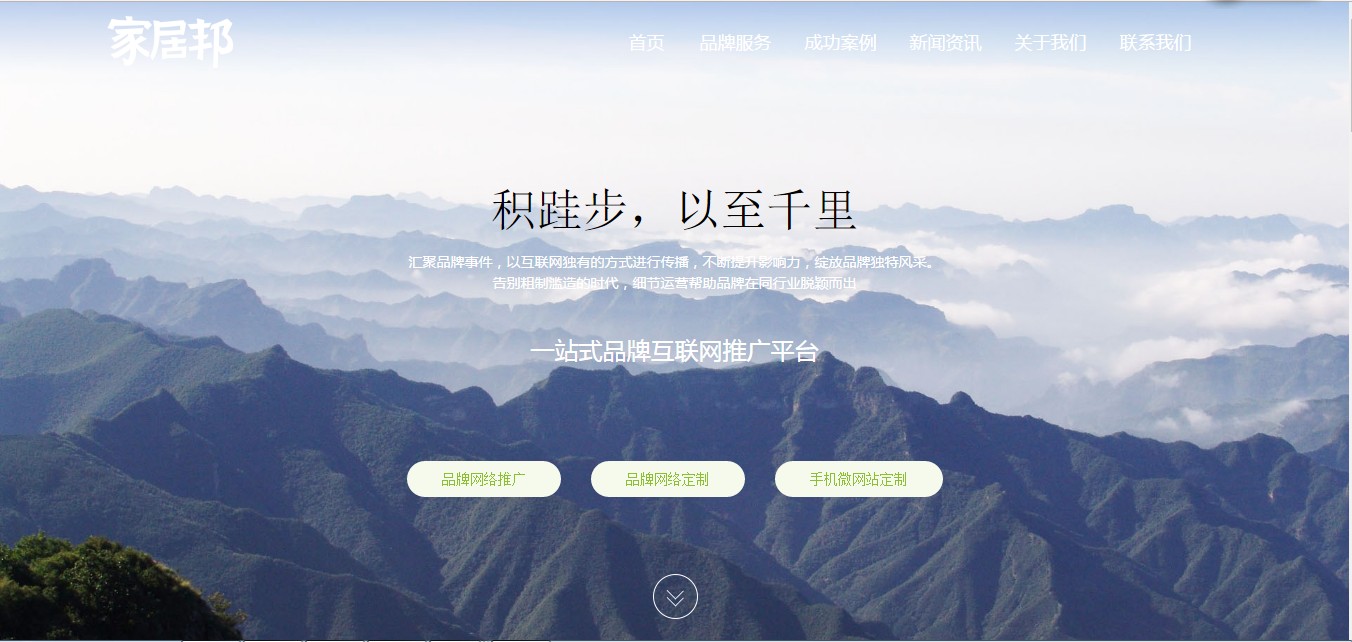 家居邦
首页 品牌服务 成功案例 新闻资讯 关于我们 联系我们
积跬步，以至千里
汇聚品牌事件，以互联网独有的方式进行传播，不断提升影响力，绽放品牌独特风采。
告别粗制滥造的时代，细节运营帮助品牌在同行业脱颖而出
一站式品牌互联网推广平台
品牌网络推广 品牌网络定制 手机微网站定制